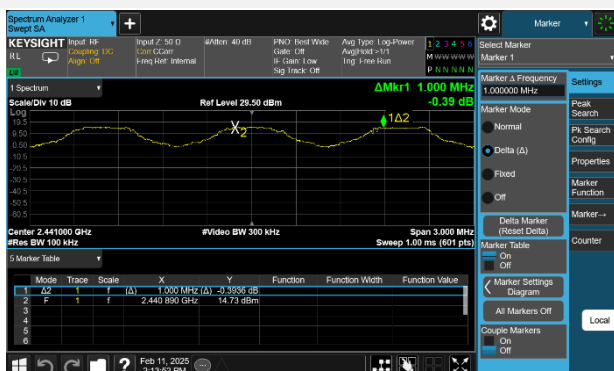 Spectrum Analyzer 1
Swept SA
+
Marker
KEYSIGHT Input: RF
RL
Coupling: DC
Align: Off
Input Z: 50 Ω
Corr CCorr
Freq Ref: Internal
#Atten: 40 dB
PNO: Best Wide
Gate: Off
IF Gain: Low
Sig Track: Off
Avg Type: Log-Power
Avg|Hold:>1/1
Trig: Free Run
1 2 3 4 5 6
M W W W W W
P N N N N N
LU
Select Marker
Marker 1
1 Spectrum
ΔMkr1 1.000 MHz
-0.39 dB
Scale/Div 10 dB
Ref Level 29.50 dBm
Log
19.5
9.50
0.50
-10.5
-20.5
-30.5
-40.5
-50.5
-60.5
X2
1Δ2
Center 2.441000 GHz
#Res BW 100 kHz
#Video BW 300 kHz
Span 3.000 MHz
Sweep 1.00 ms (601 pts)
5 Marker Table
Mode Trace Scale X Y Function Function Width Function Value
1 Δ2 1 f (Δ) 1.000 MHz (Δ) -0.3936 dB
2 F 1 f 2.440 890 GHz 14.73 dBm
3
4
5
6
Marker Δ Frequency
1.000000 MHz
Marker Mode
Normal
Delta (Δ)
Fixed
Off
Delta Marker
(Reset Delta)
Marker Table
On
Off
Marker Settings
Diagram
All Markers Off
Couple Markers
On
Off
Settings
Peak
Search
Pk Search
Config
Properties
Marker
Function
Marker→
Counter
Local
?
Feb 11, 2025
2:13:52 PM